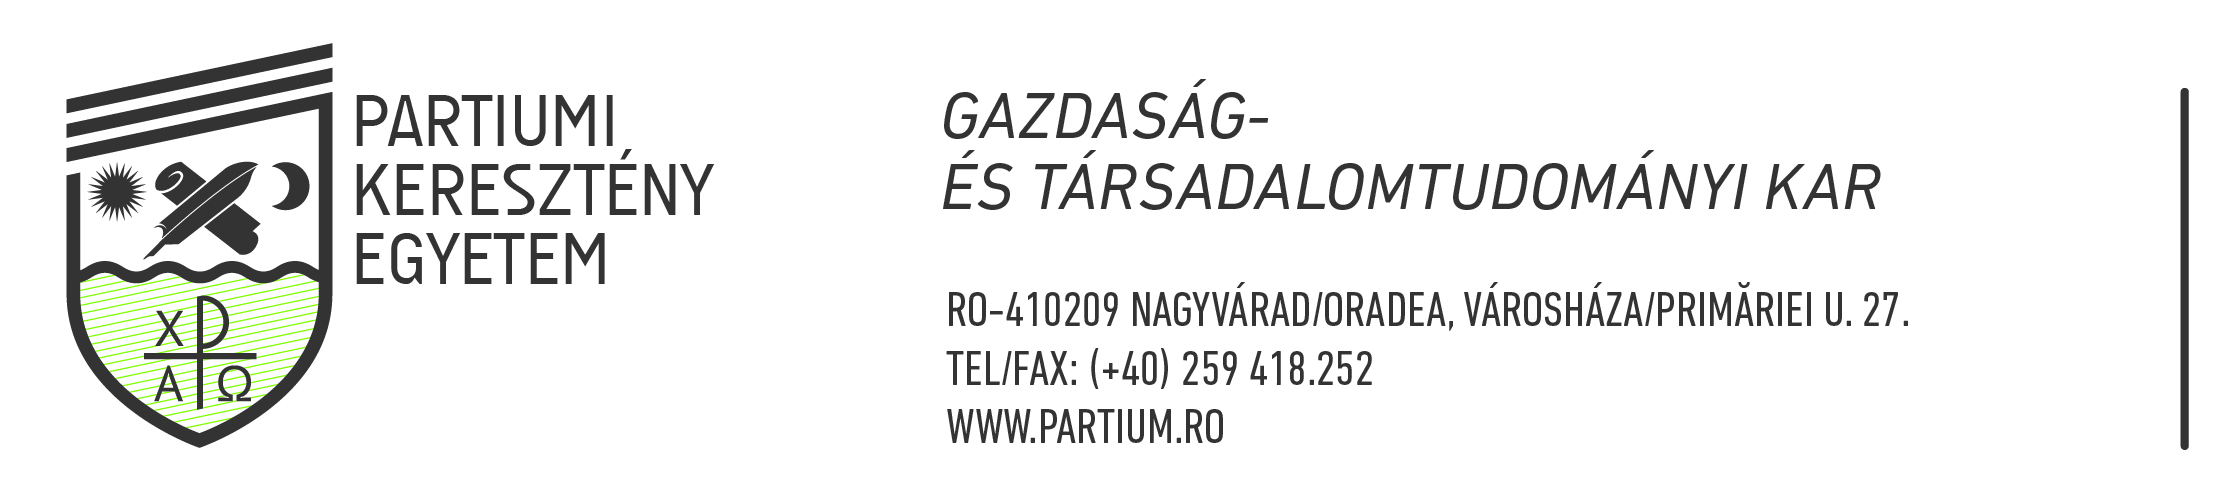 PARTIUMI
KERESZTÉNY
EGYETEM
GAZDASÁG-
ÉS TÁRSADALOMTUDOMÁNYI KAR
RO-410209 NAGYVÁRAD/ORADEA, VÁROSHÁZA/PRIMĂRIEI U. 27.
TEL/FAX: (+40) 259 418.252
WWW.PARTIUM.RO
X P
A Ω